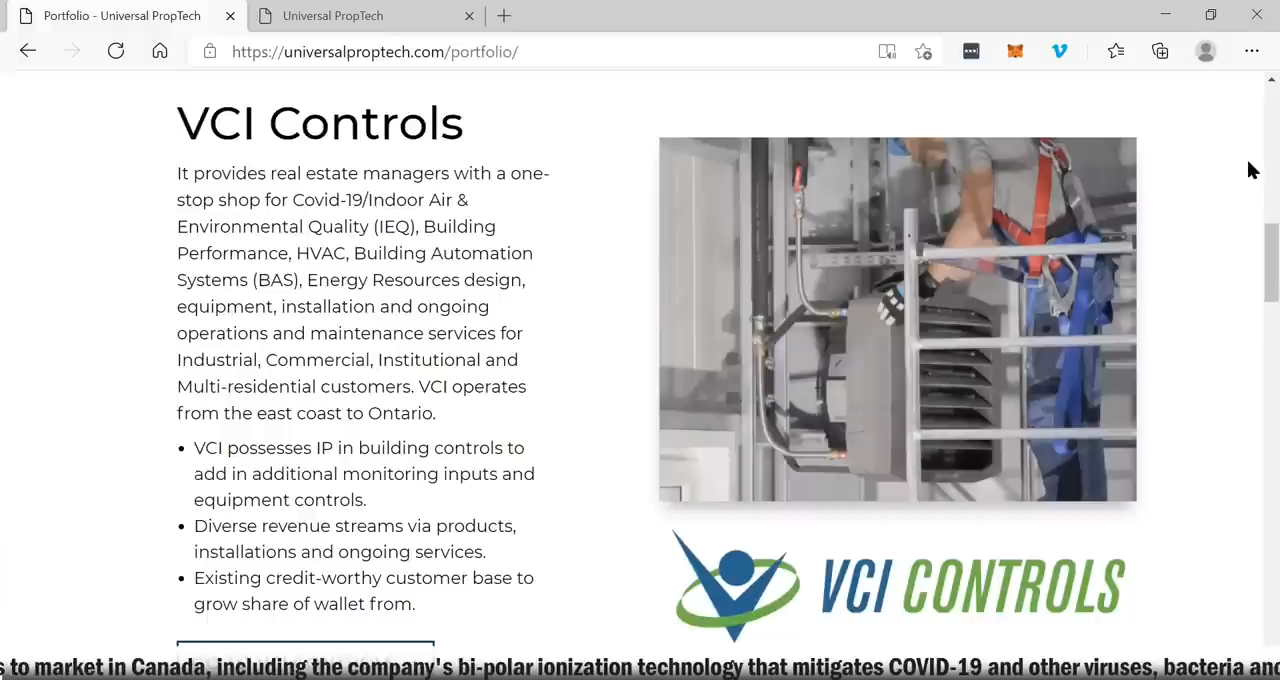 Portfolio - Universal PropTech
Universal PropTech
https://universalproptech.com/portfolio/
VCI Controls
It provides real estate managers with a one-
stop shop for Covid-19/Indoor Air &
Environmental Quality (IEQ), Building
Performance, HVAC, Building Automation
Systems (BAS), Energy Resources design,
equipment, installation and ongoing
operations and maintenance services for
Industrial, Commercial, Institutional and
Multi-residential customers. VCI operates
from the east coast to Ontario.
• VCI possesses IP in building controls to
add in additional monitoring inputs and
equipment controls.
• Diverse revenue streams via products,
installations and ongoing services.
• Existing credit-worthy customer base to
grow share of wallet from.
VCI CONTROLS
s to market in Canada, including the company's bi-polar ionization technology that mitigates COVID-19 and other viruses, bacteria and